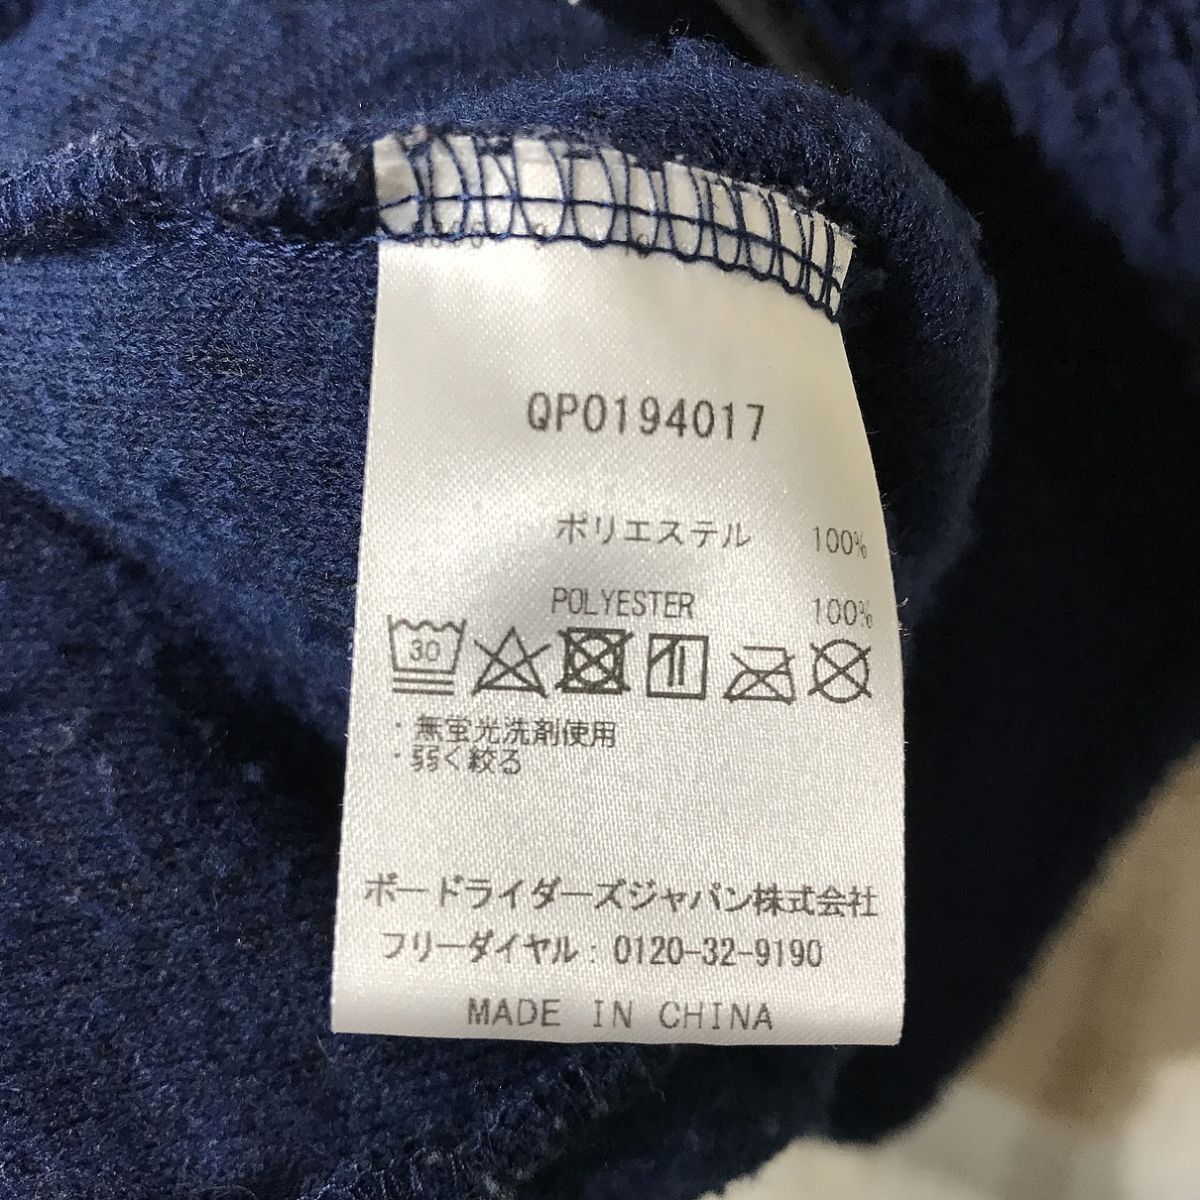 QP0194017
ポリエステル 100%
POLYESTER 100%
30
・無蛍光洗剤使用
・弱く絞る
ボードライダーズジャパン株式会社
フリーダイヤル：0120-32-9190
MADE IN CHINA